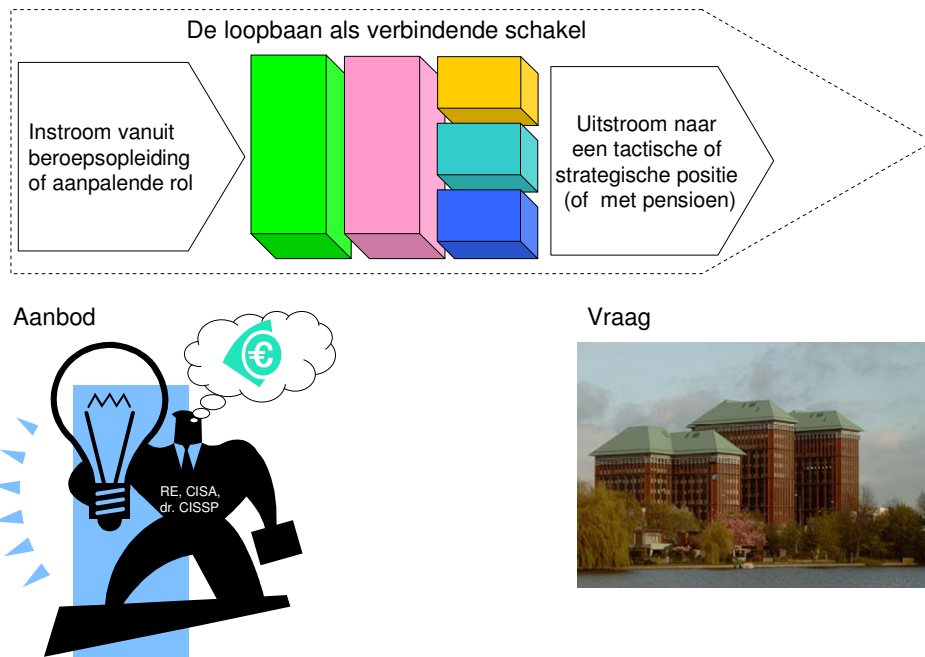 De loopbaan als verbindende schakel
Instroom vanuit
beroepsopleiding
of aanpalende rol
Uitstroom naar
een tactische of
strategische positie
(of met pensioen)
Aanbod
€
RE, CISA,
dr. CISSP
Vraag